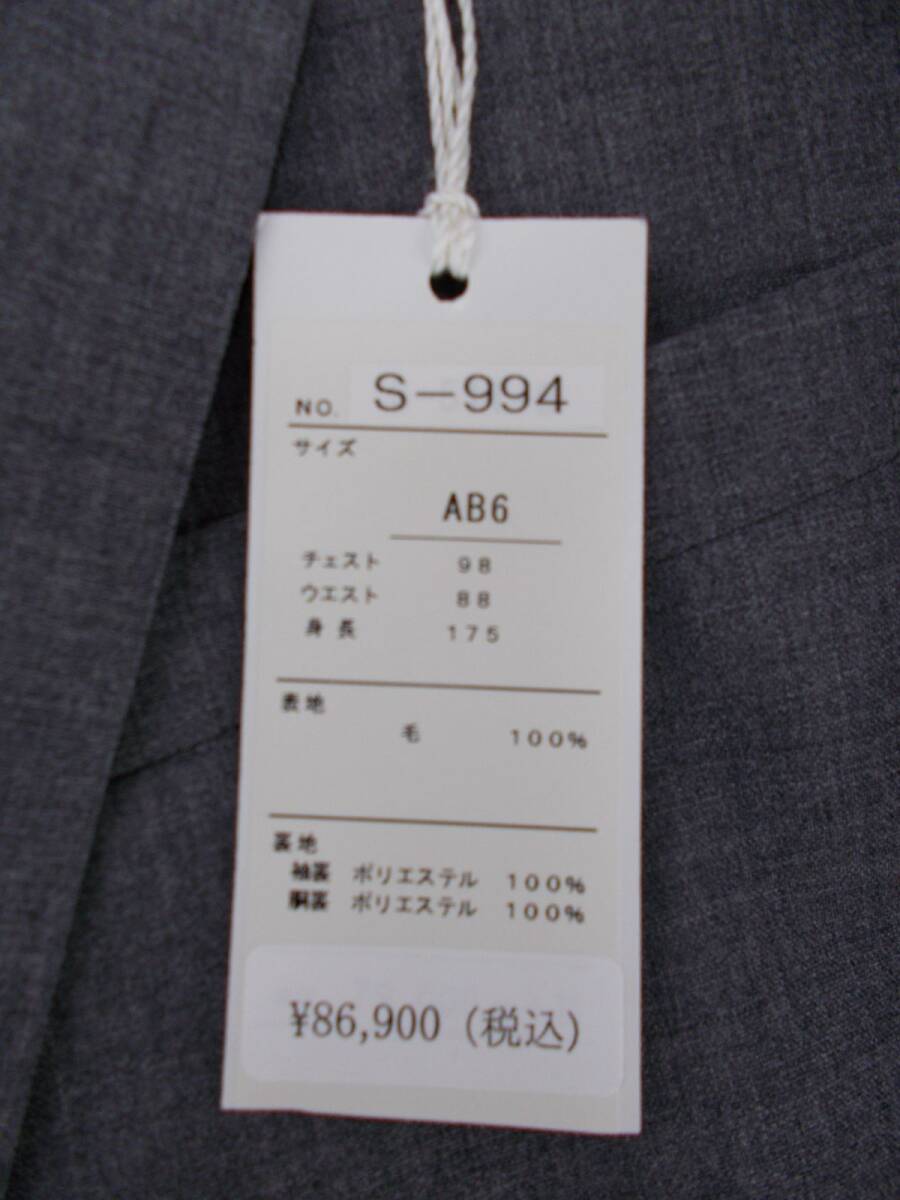 NO. S-994
サイズ
AB6
チェスト 98
ウエスト 88
身長 175
表地
毛 100%
裏地
袖裏 ポリエステル 100%
胴裏 ポリエステル 100%
¥86,900（税込）